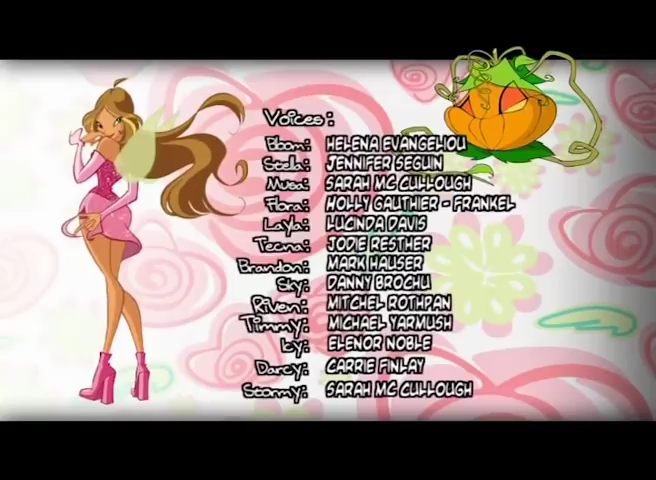 Voices:
Bloom: HELENA EVANGELIOU
Stella: JENNIFER SEGUIN
Musa: SARAH MC CULLOUGH
Flora: HOLLY GAUTHIER - FRANKEL
Layla: LUCINDA DAVIS
Tecna: JODIE RESTHER
Brandon: MARK HAUSER
Sky: DANNY BROCHU
Riven: MITCHEL ROTHPAN
Timmy: MICHAEL YARMUSH
Icy: ELENOR NOBLE
Darcy: CARRIE FINLAY
Stormy: SARAH MC CULLOUGH